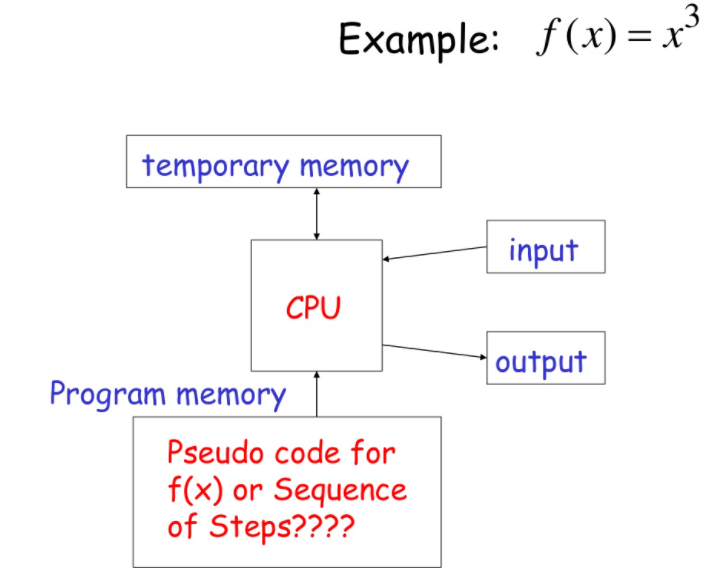 Example: f(x) = x³
temporary memory
input
CPU
output
Program memory
Pseudo code for
f(x) or Sequence
of Steps????